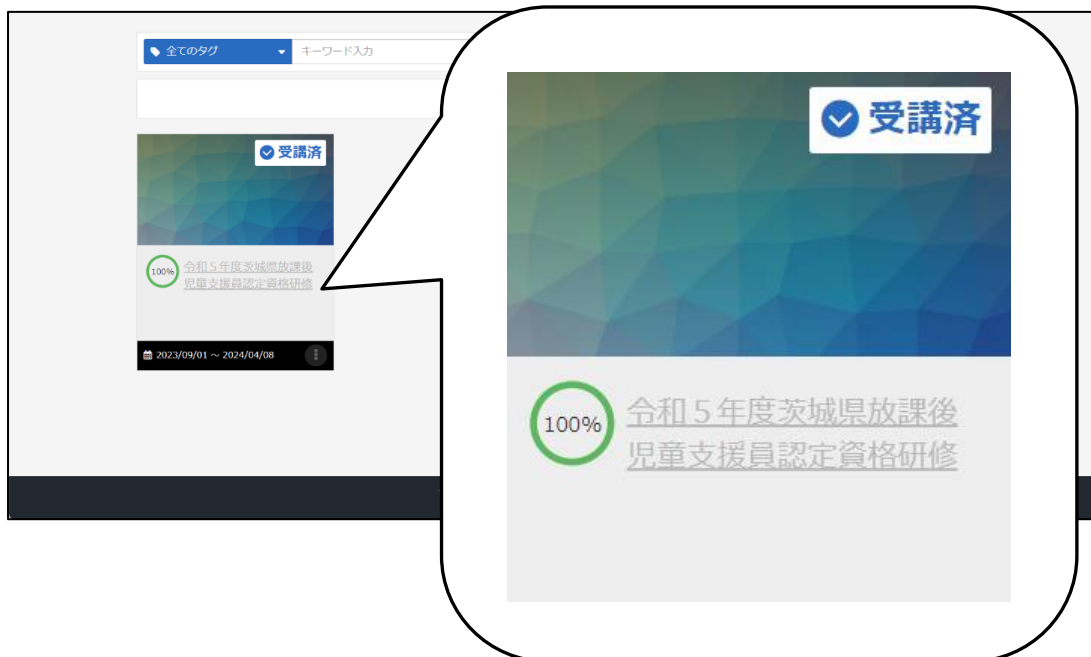 全てのタグ
キーワード入力
受講済
100%
令和５年度茨城県放課後
児童支援員認定資格研修
2023/09/01 ～ 2024/04/08
受講済
100%
令和５年度茨城県放課後
児童支援員認定資格研修